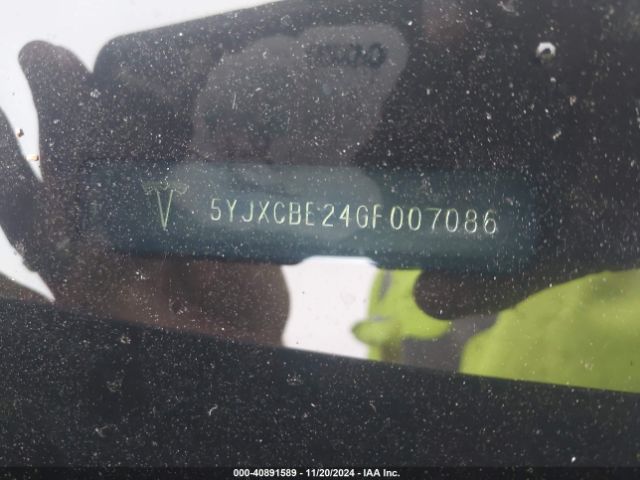 5YJXCBE24GF007086
000-40891589 - 11/20/2024 - IAA Inc.